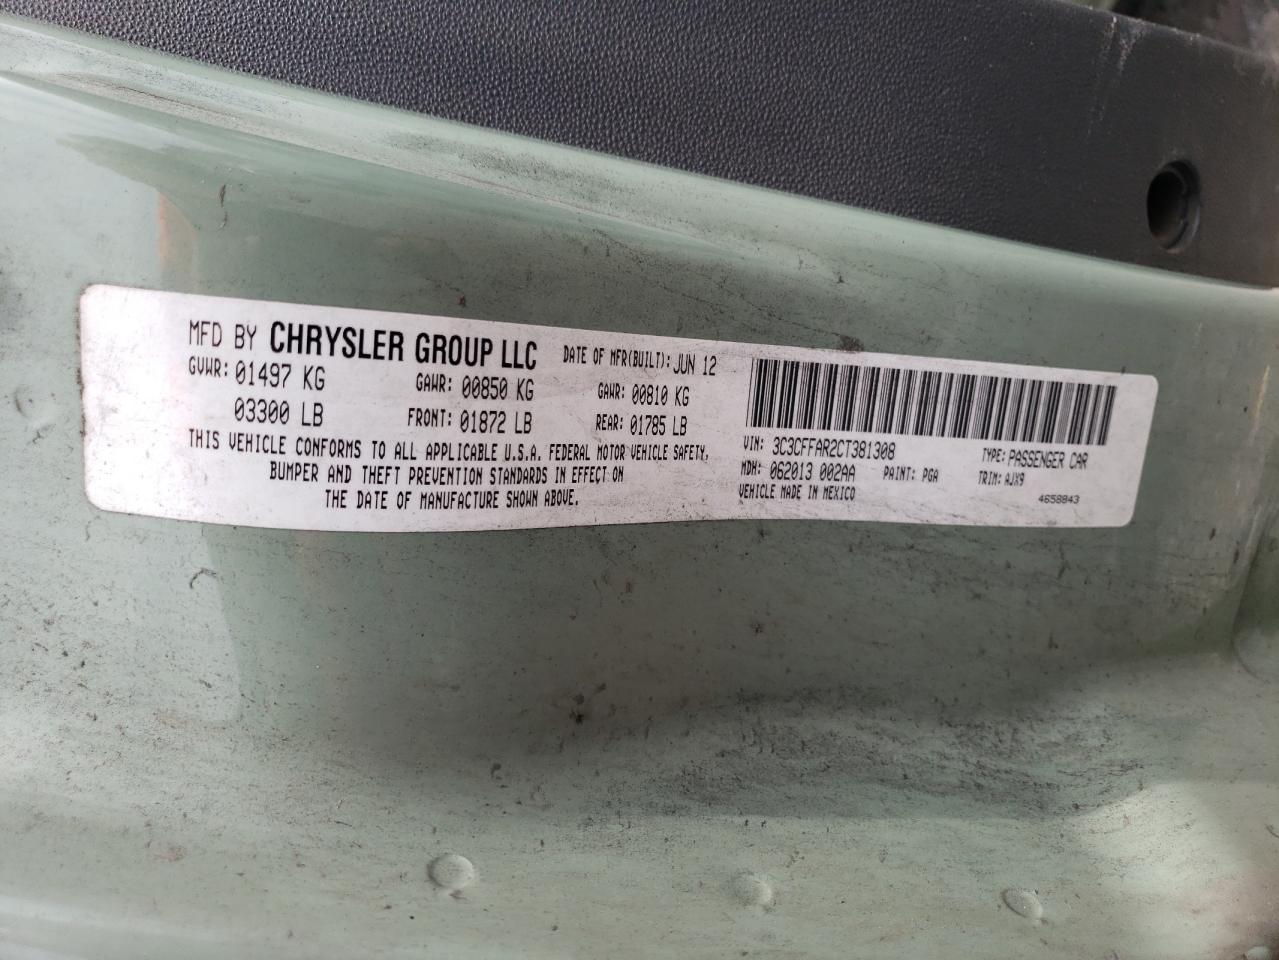 MFD BY CHRYSLER GROUP LLC DATE OF MFR(BUILT): JUN 12
GVWR: 01497 KG GAWR: 00850 KG GAWR: 00810 KG
03300 LB FRONT: 01872 LB REAR: 01785 LB
THIS VEHICLE CONFORMS TO ALL APPLICABLE U.S.A. FEDERAL MOTOR VEHICLE SAFETY,
BUMPER AND THEFT PREVENTION STANDARDS IN EFFECT ON
THE DATE OF MANUFACTURE SHOWN ABOVE.
VIN: 3C3CFFAR2CT381308 TYPE: PASSENGER CAR
MDH: 062013 002AA PAINT: PGA TRIM: AJX9
VEHICLE MADE IN MEXICO 4658843